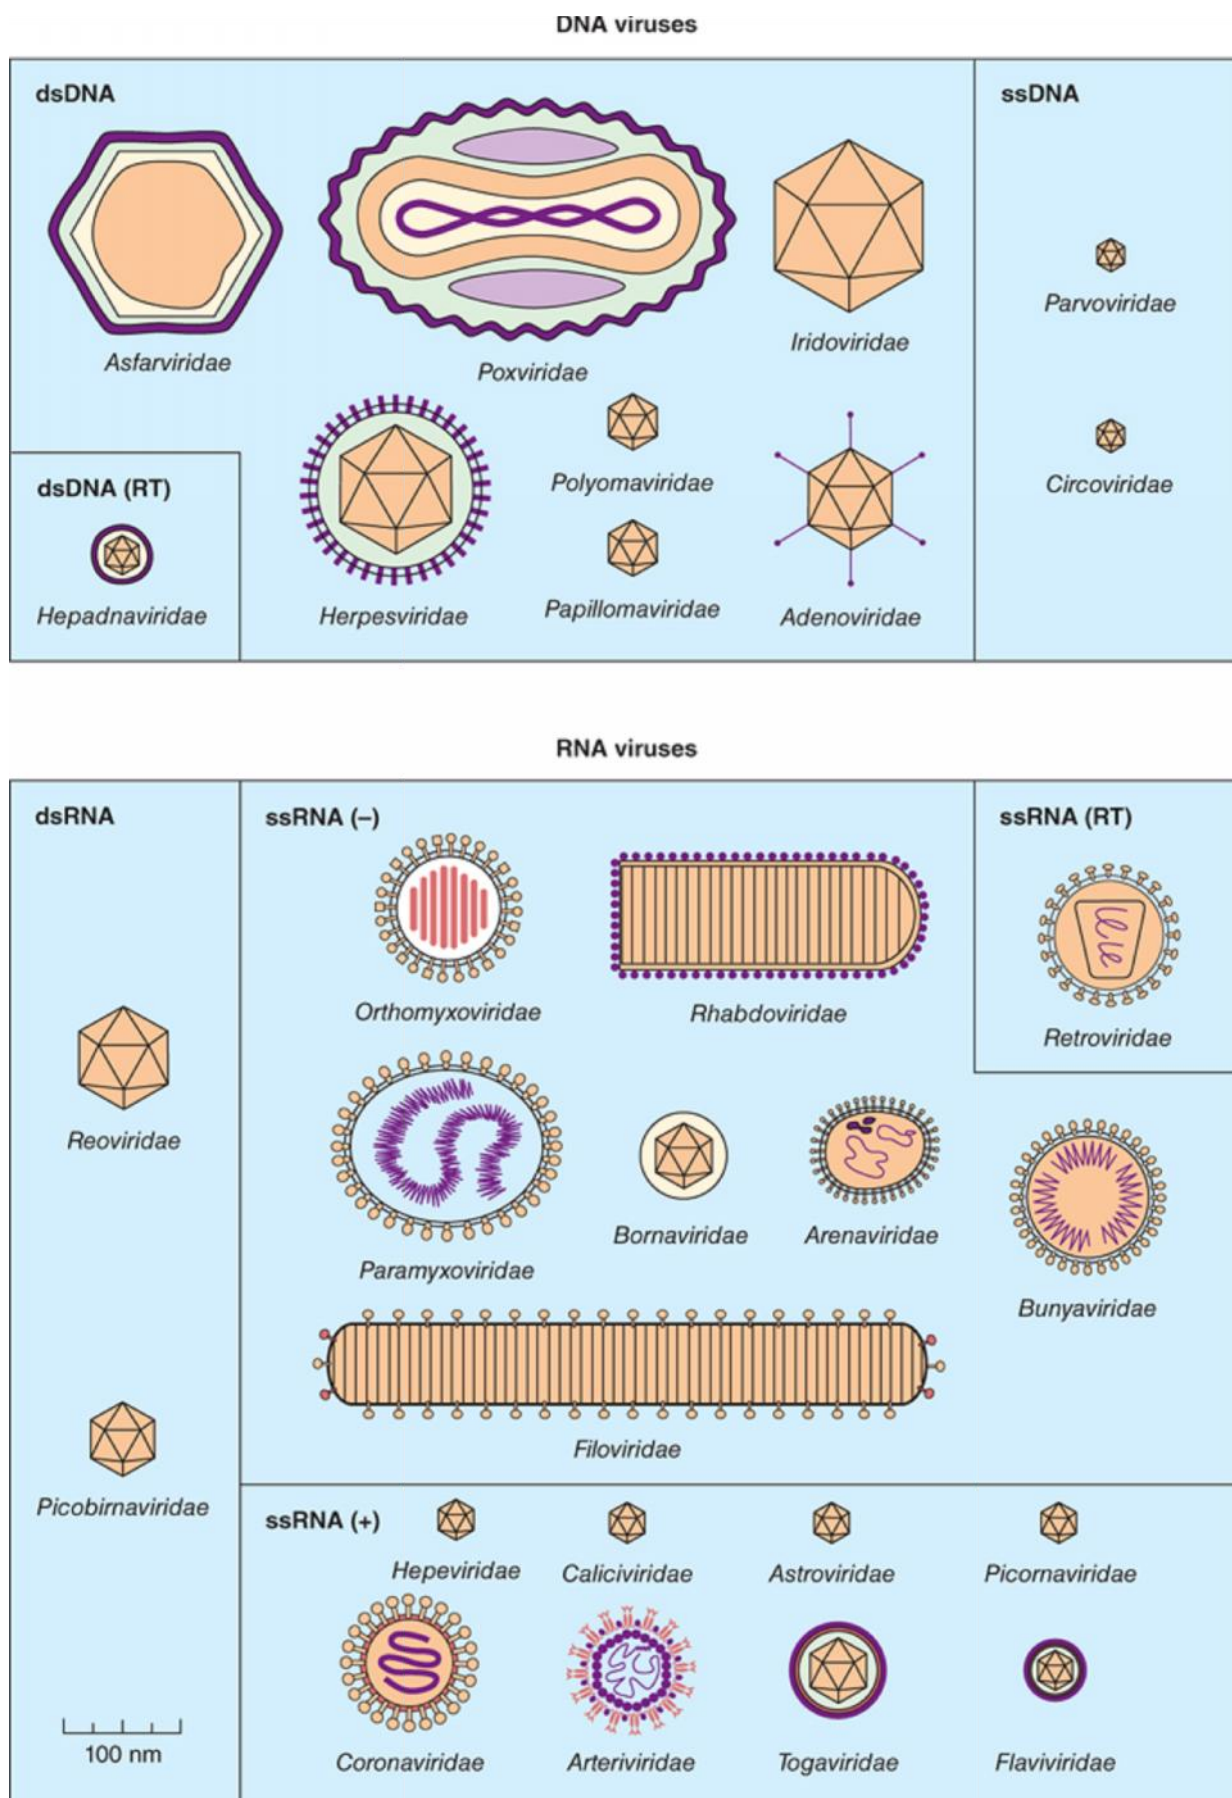 DNA viruses
dsDNA
ssDNA
Asfarviridae
Poxviridae
Iridoviridae
Parvoviridae
dsDNA (RT)
Hepadnaviridae
Herpesviridae
Polyomaviridae
Papillomaviridae
Adenoviridae
Circoviridae
RNA viruses
dsRNA
ssRNA (–)
ssRNA (RT)
Orthomyxoviridae
Rhabdoviridae
Retroviridae
Reoviridae
Paramyxoviridae
Bornaviridae
Arenaviridae
Bunyaviridae
Filoviridae
Picobirnaviridae
ssRNA (+)
Hepeviridae
Caliciviridae
Astroviridae
Picornaviridae
Coronaviridae
Arteriviridae
Togaviridae
Flaviviridae
100 nm